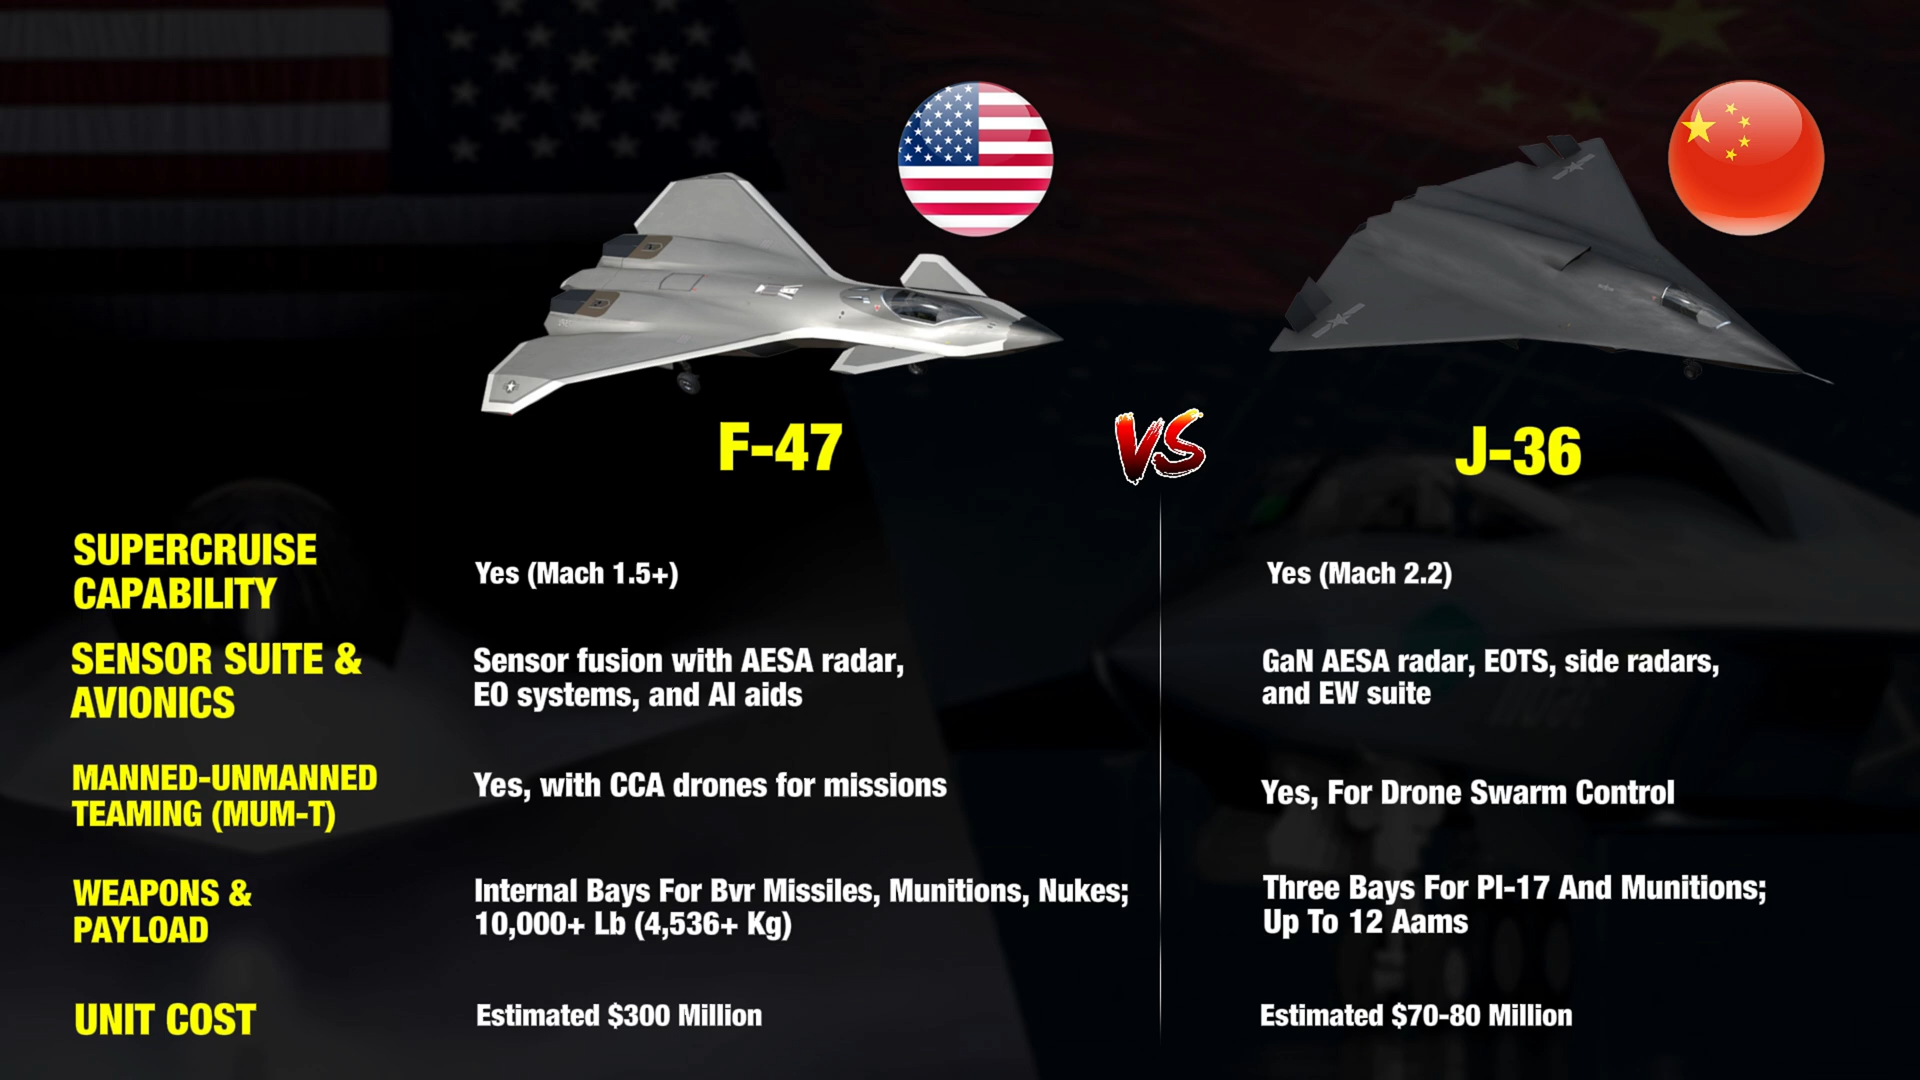 F-47
VS
J-36
SUPERCRUISE
CAPABILITY
Yes (Mach 1.5+)
Yes (Mach 2.2)
SENSOR SUITE &
AVIONICS
Sensor fusion with AESA radar,
EO systems, and AI aids
GaN AESA radar, EOTS, side radars,
and EW suite
MANNED-UNMANNED
TEAMING (MUM-T)
Yes, with CCA drones for missions
Yes, For Drone Swarm Control
WEAPONS &
PAYLOAD
Internal Bays For Bvr Missiles, Munitions, Nukes;
10,000+ Lb (4,536+ Kg)
Three Bays For Pl-17 And Munitions;
Up To 12 Aams
UNIT COST
Estimated $300 Million
Estimated $70-80 Million